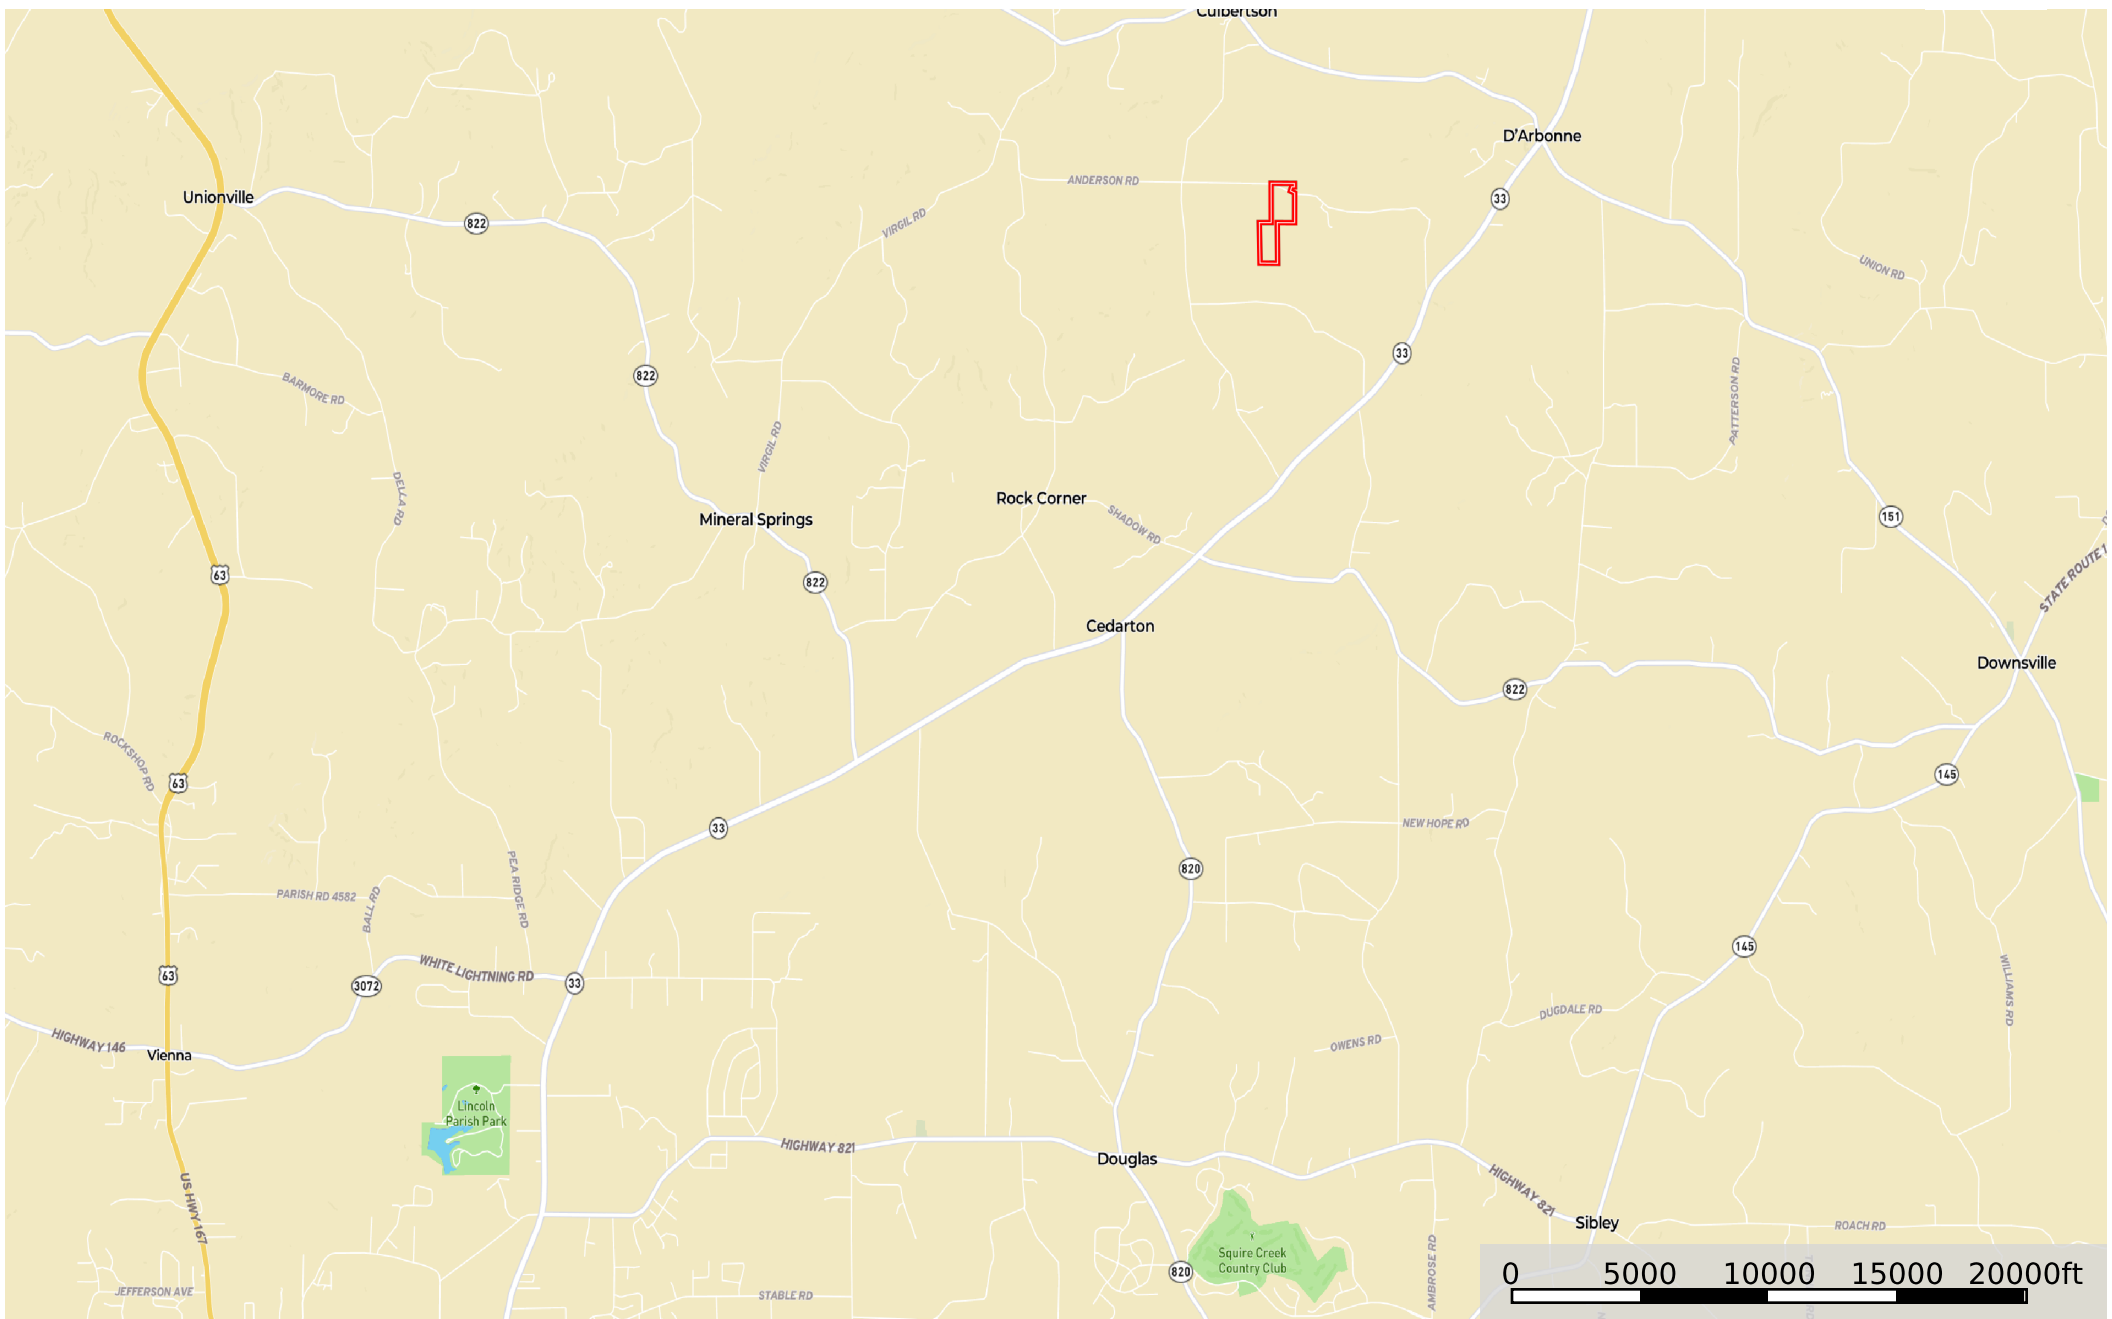 Culbertson
D'Arbonne
ANDERSON RD
Unionville
33
822
VIRGIL RD
UNION RD
33
822
BARMORE RD
PATTERSON RD
VIRGIL RD
DELLA RD
Rock Corner
SHADOW RD
Mineral Springs
151
STATE ROUTE 1
63
822
Cedarton
Downsville
822
ROCKSHOP RD
63
145
33
NEW HOPE RD
820
PEA RIDGE RD
PARISH RD 4582
BALL RD
145
WHITE LIGHTNING RD
63
3072
33
WILLIAMS RD
DUGDALE RD
OWENS RD
HIGHWAY 146
Vienna
Lincoln
Parish Park
HIGHWAY 821
Douglas
HIGHWAY 821
US HWY 167
Sibley
ROACH RD
Squire Creek
Country Club
820
AMBROSE RD
JEFFERSON AVE
STABLE RD
0 5000 10000 15000 20000ft